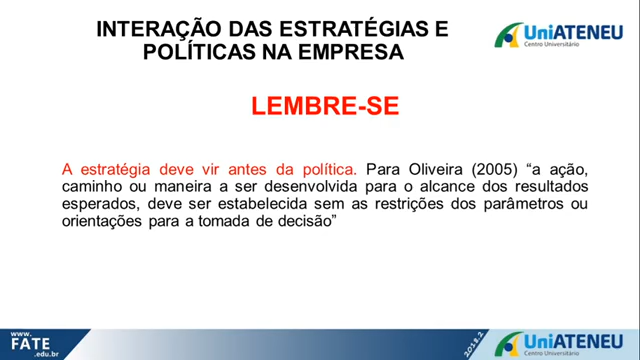 INTERAÇÃO DAS ESTRATÉGIAS E
POLÍTICAS NA EMPRESA
UniATENEU
Centro Universitário
LEMBRE-SE
A estratégia deve vir antes da política. Para Oliveira (2005) “a ação,
caminho ou maneira a ser desenvolvida para o alcance dos resultados
esperados, deve ser estabelecida sem as restrições dos parâmetros ou
orientações para a tomada de decisão”
www.
FATE
.edu.br
2018.2
UniATENEU
Centro Universitário